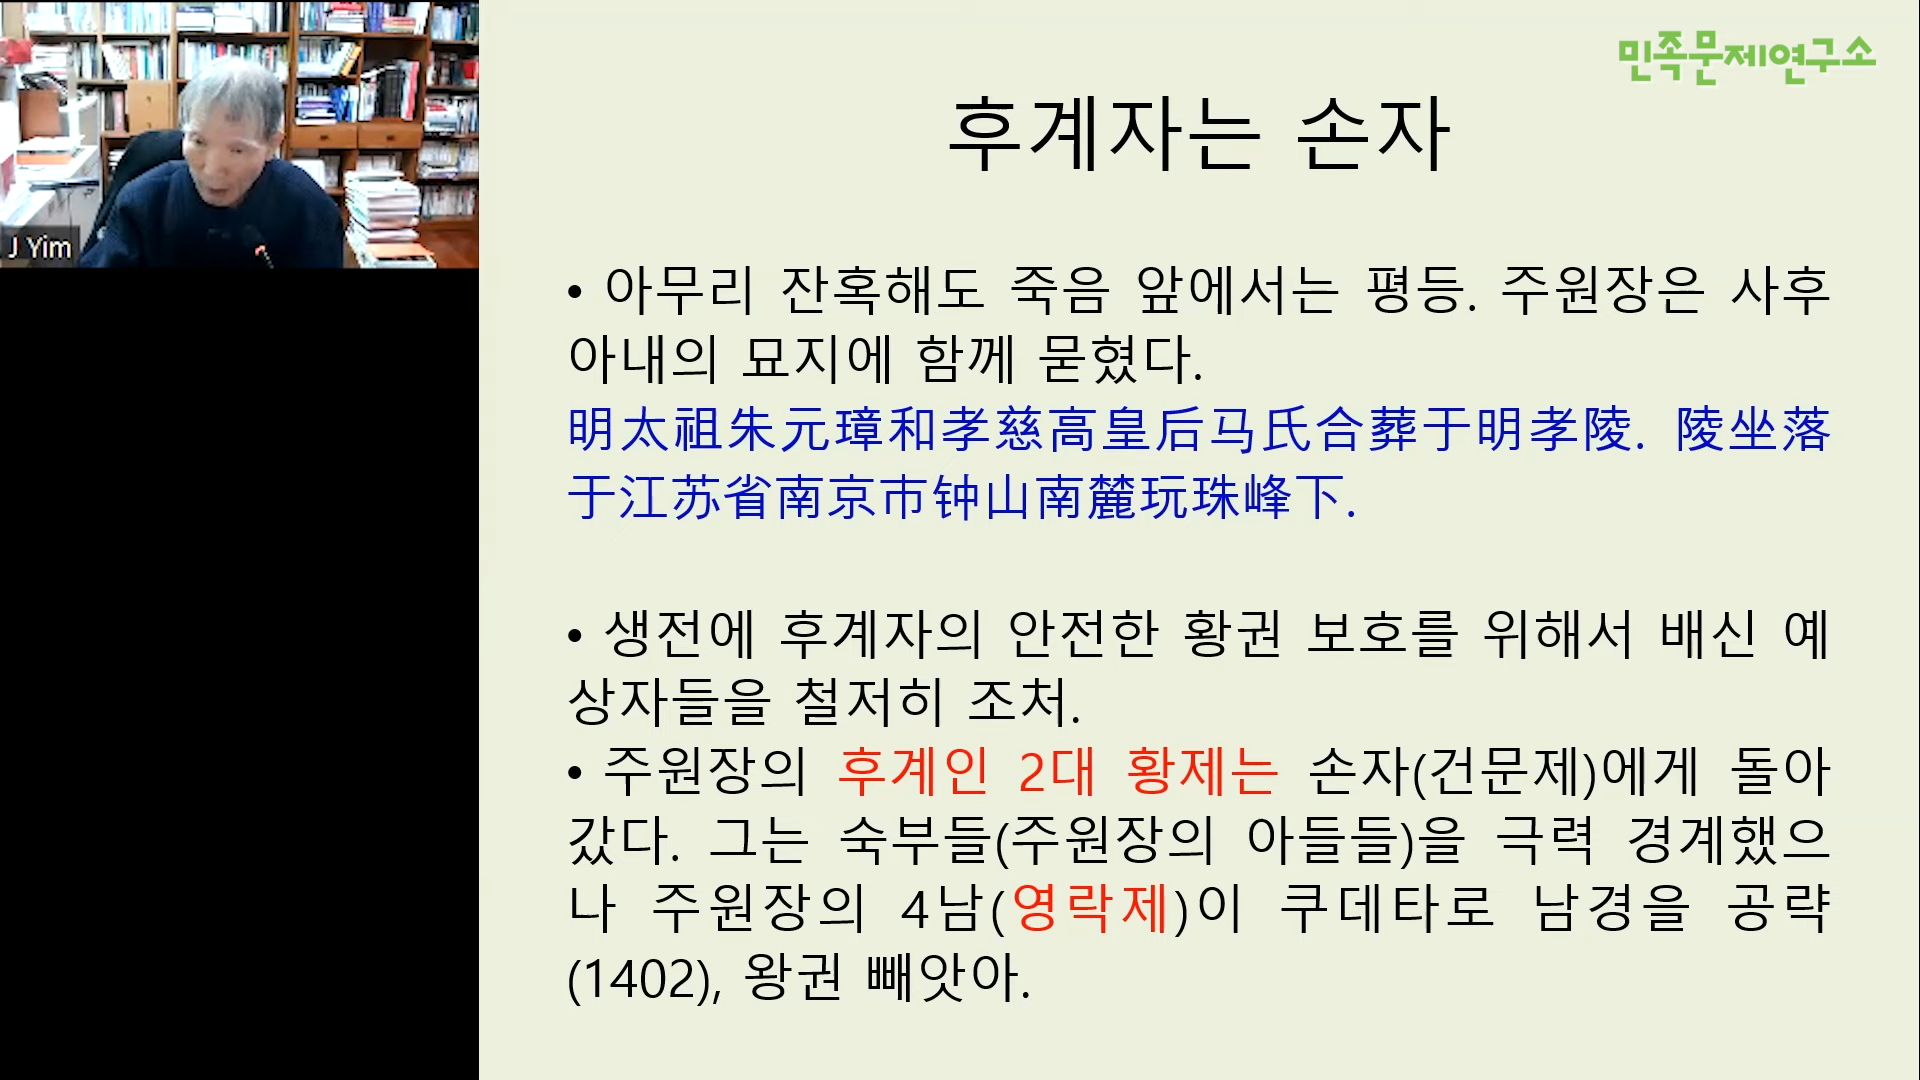 민족문제연구소
후계자는 손자
• 아무리 잔혹해도 죽음 앞에서는 평등. 주원장은 사후
아내의 묘지에 함께 묻혔다.
明太祖朱元璋和孝慈高皇后马氏合葬于明孝陵. 陵坐落
于江苏省南京市钟山南麓玩珠峰下.
• 생전에 후계자의 안전한 황권 보호를 위해서 배신 예
상자들을 철저히 조처.
• 주원장의 후계인 2대 황제는 손자(건문제)에게 돌아
갔다. 그는 숙부들(주원장의 아들들)을 극력 경계했으
나 주원장의 4남(영락제)이 쿠데타로 남경을 공략
(1402), 왕권 빼앗아.
J Yim